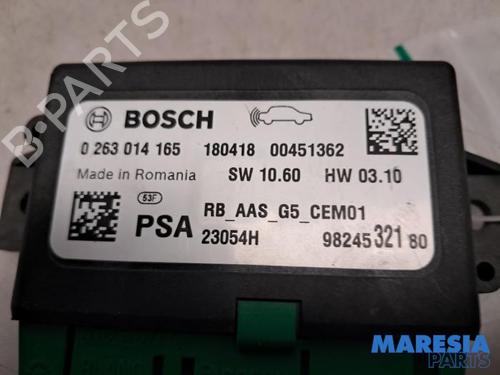 BOSCH
0 263 014 165 180418 00451362
Made in Romania SW 10.60 HW 03.10
53F
PSA RB_AAS_G5_CEM01
23054H 98245 321 80
B-PARTS
MARESIA
PARTS